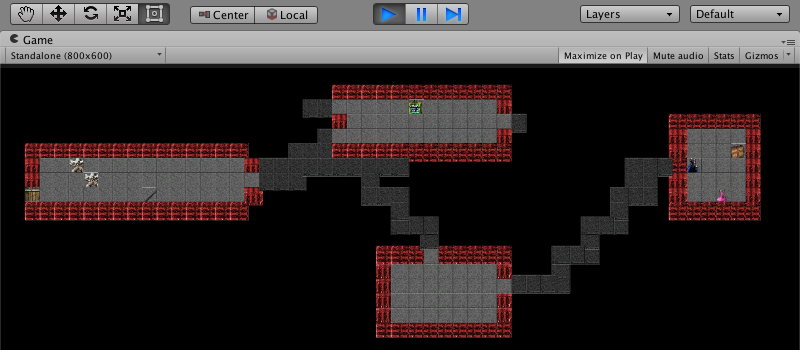 Center Local Layers Default
Game
Standalone (800x600) Maximize on Play Mute audio Stats Gizmos